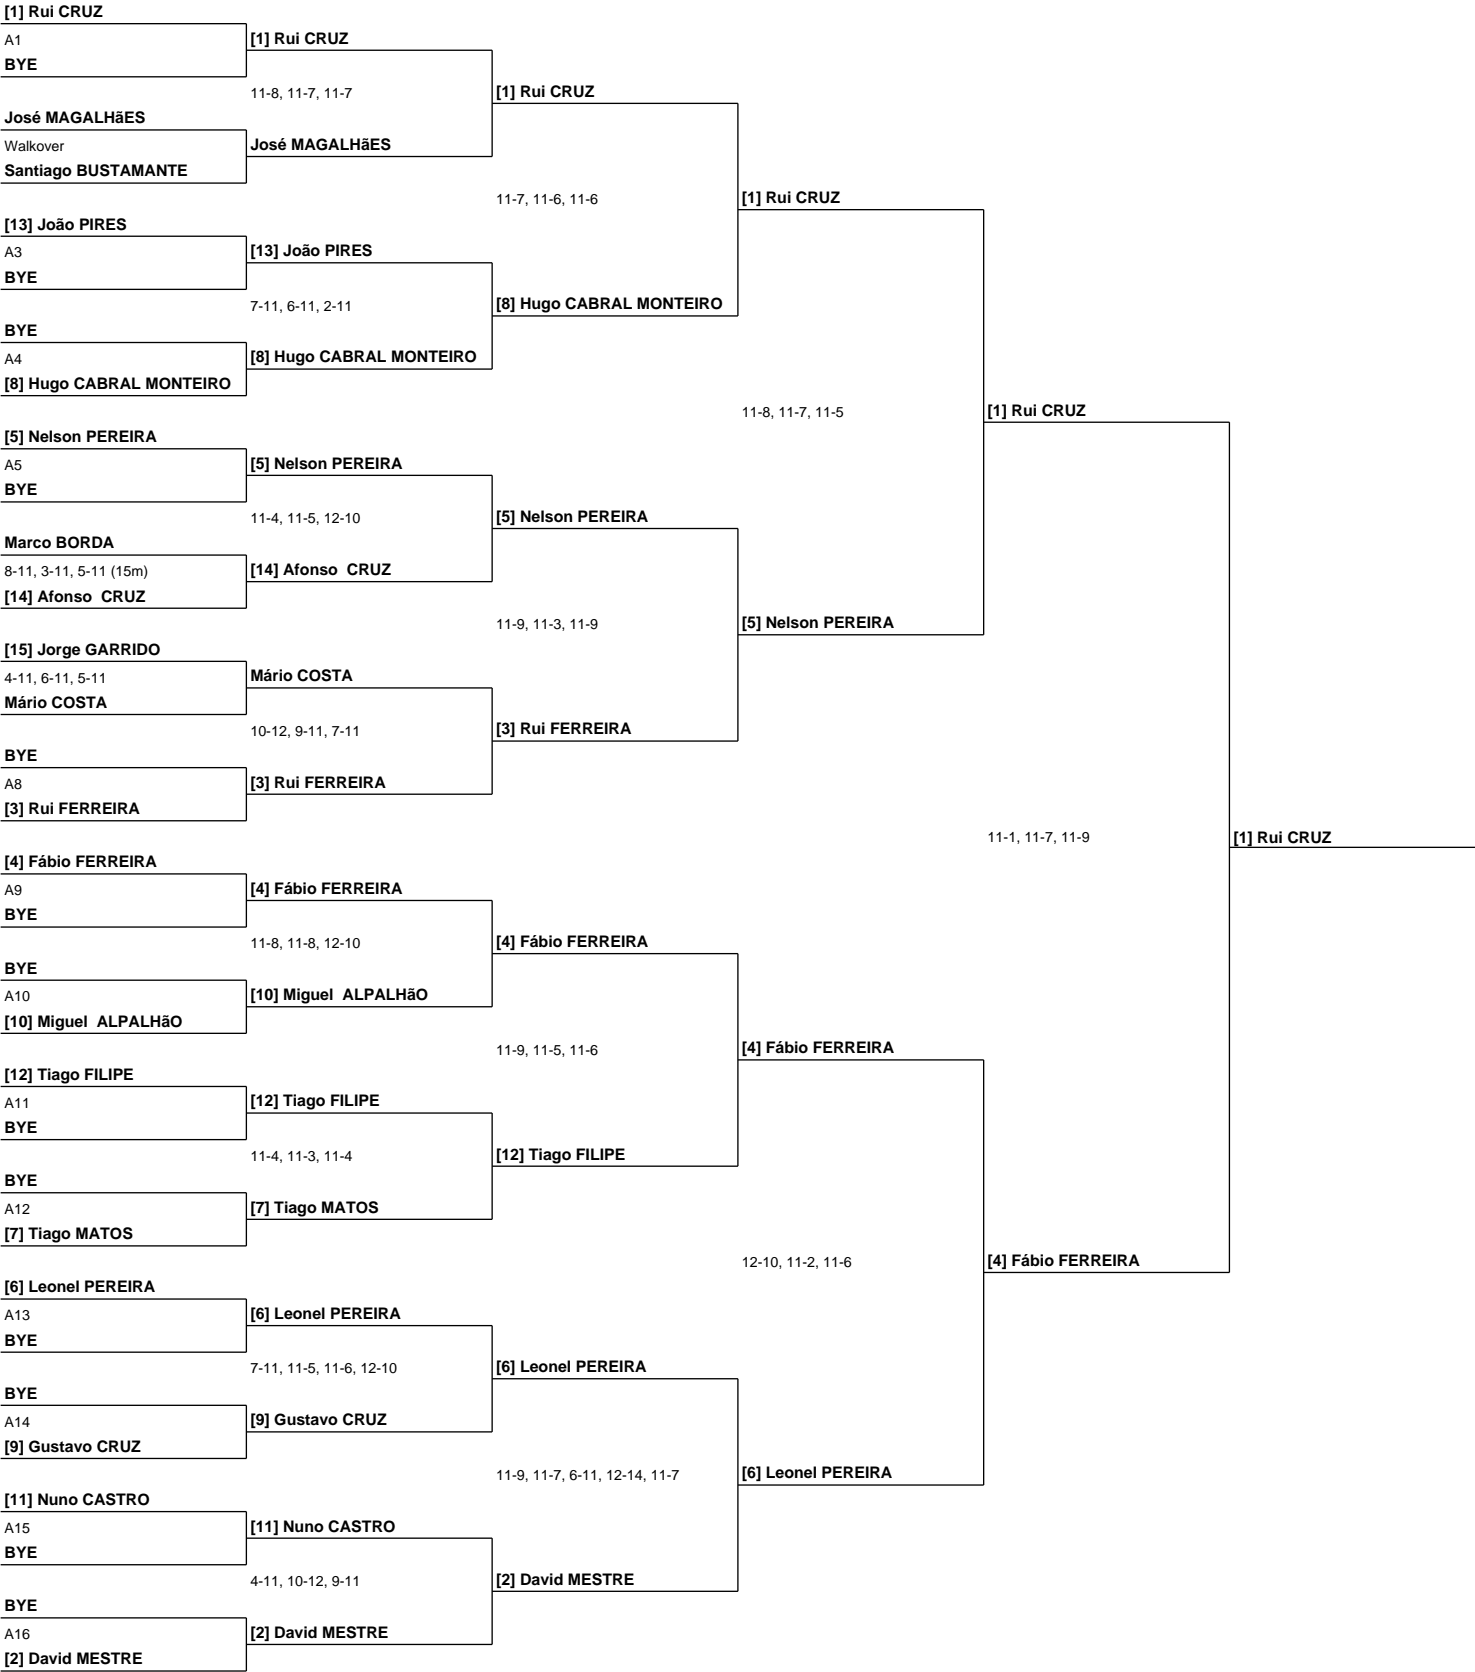 [1] Rui CRUZ
A1
BYE
José MAGALHãES
Walkover
Santiago BUSTAMANTE
[13] João PIRES
A3
BYE
BYE
A4
[8] Hugo CABRAL MONTEIRO
[5] Nelson PEREIRA
A5
BYE
Marco BORDA
8-11, 3-11, 5-11 (15m)
[14] Afonso  CRUZ
[15] Jorge GARRIDO
4-11, 6-11, 5-11
Mário COSTA
BYE
A8
[3] Rui FERREIRA
[4] Fábio FERREIRA
A9
BYE
BYE
A10
[10] Miguel  ALPALHãO
[12] Tiago FILIPE
A11
BYE
BYE
A12
[7] Tiago MATOS
[6] Leonel PEREIRA
A13
BYE
BYE
A14
[9] Gustavo CRUZ
[11] Nuno CASTRO
A15
BYE
BYE
A16
[2] David MESTRE
[1] Rui CRUZ
11-8, 11-7, 11-7
José MAGALHãES
[13] João PIRES
7-11, 6-11, 2-11
[8] Hugo CABRAL MONTEIRO
[5] Nelson PEREIRA
11-4, 11-5, 12-10
[14] Afonso  CRUZ
Mário COSTA
10-12, 9-11, 7-11
[3] Rui FERREIRA
[4] Fábio FERREIRA
11-8, 11-8, 12-10
[10] Miguel  ALPALHãO
[12] Tiago FILIPE
11-4, 11-3, 11-4
[7] Tiago MATOS
[6] Leonel PEREIRA
7-11, 11-5, 11-6, 12-10
[9] Gustavo CRUZ
[11] Nuno CASTRO
4-11, 10-12, 9-11
[2] David MESTRE
[1] Rui CRUZ
11-7, 11-6, 11-6
[8] Hugo CABRAL MONTEIRO
[5] Nelson PEREIRA
11-9, 11-3, 11-9
[3] Rui FERREIRA
[4] Fábio FERREIRA
11-9, 11-5, 11-6
[12] Tiago FILIPE
[6] Leonel PEREIRA
11-9, 11-7, 6-11, 12-14, 11-7
[2] David MESTRE
[1] Rui CRUZ
11-8, 11-7, 11-5
[5] Nelson PEREIRA
[4] Fábio FERREIRA
12-10, 11-2, 11-6
[6] Leonel PEREIRA
[1] Rui CRUZ
11-1, 11-7, 11-9
[4] Fábio FERREIRA
[1] Rui CRUZ